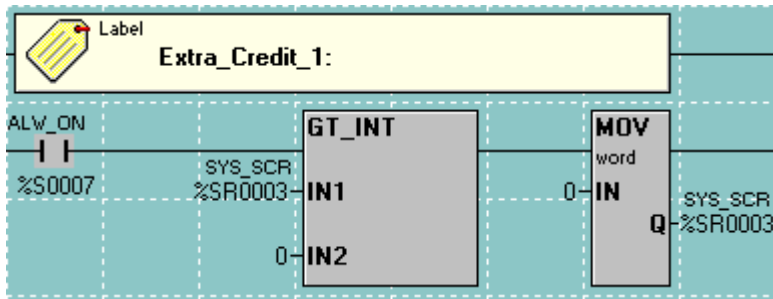 Label
Extra_Credit_1:
ALW_ON
%S0007
GT_INT
SYS_SCR
%SR0003
IN1
0
IN2
MOV
word
0
IN
Q
SYS_SCR
%SR0003